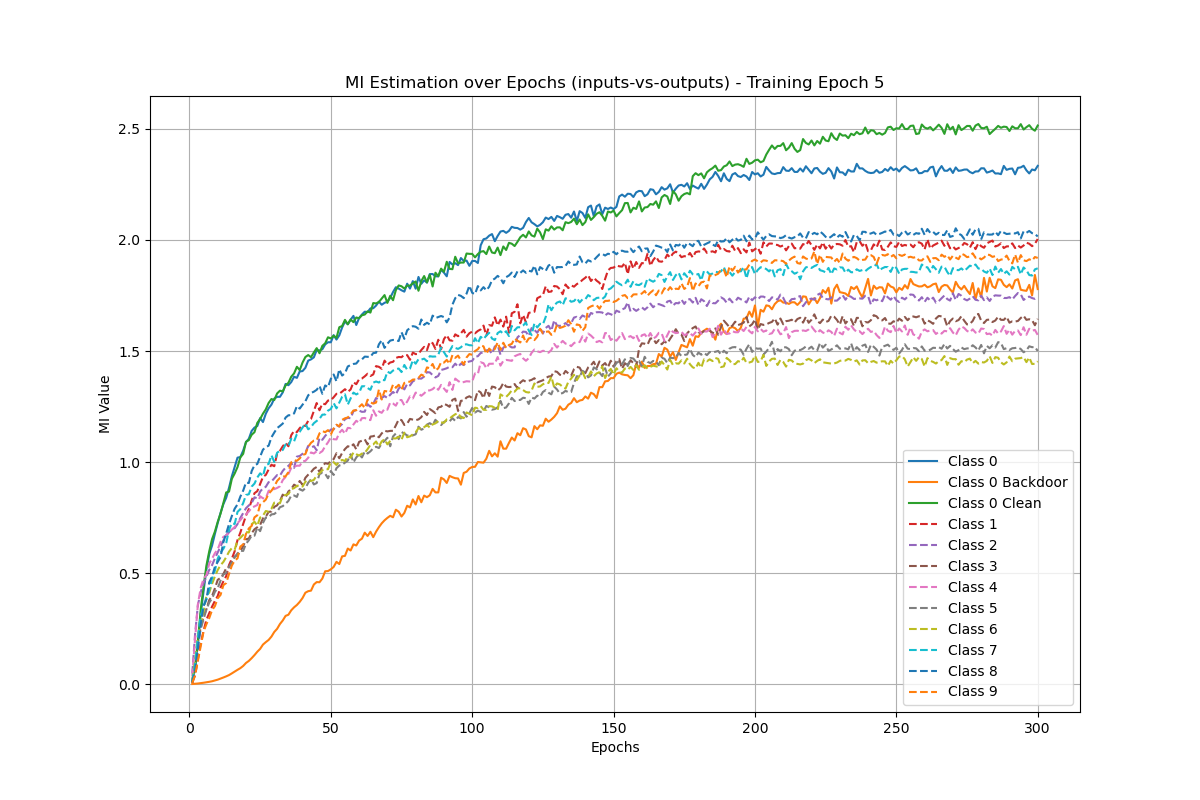 MI Estimation over Epochs (inputs-vs-outputs) - Training Epoch 5
MI Value
2.5
2.0
1.5
1.0
0.5
0.0
0 50 100 150 200 250 300
Epochs
Class 0
Class 0 Backdoor
Class 0 Clean
Class 1
Class 2
Class 3
Class 4
Class 5
Class 6
Class 7
Class 8
Class 9